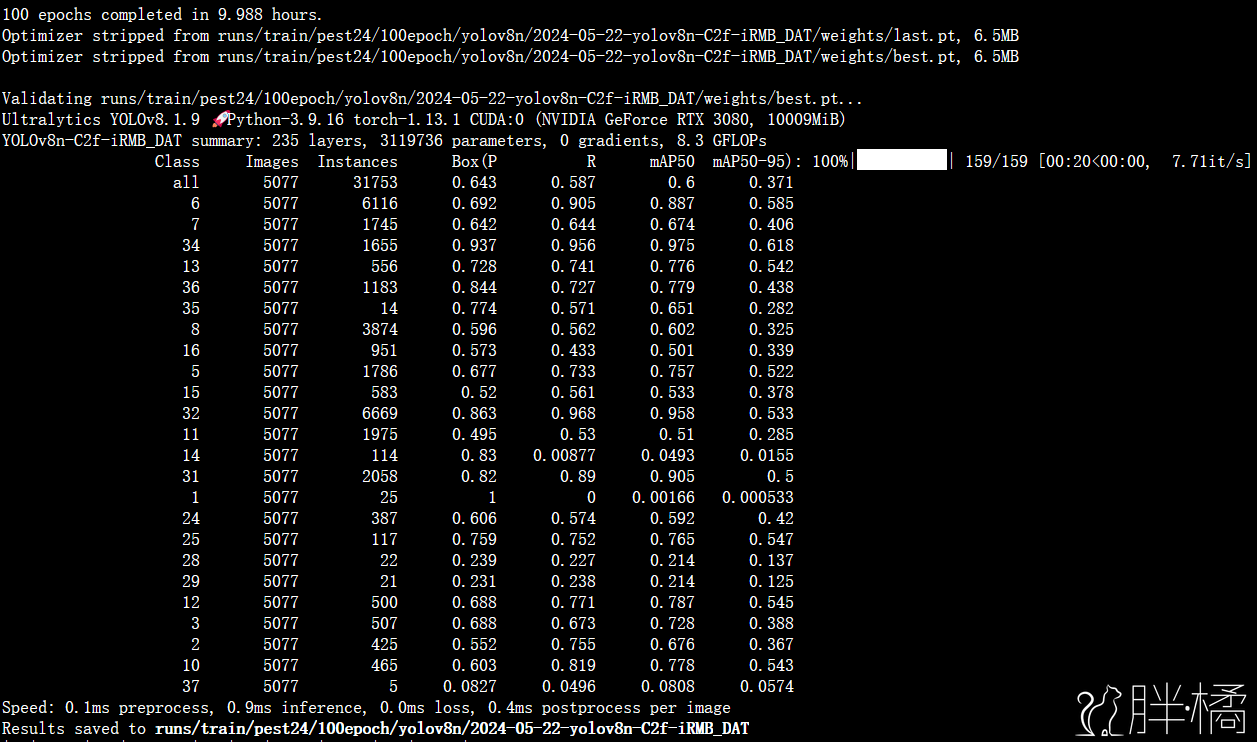 100 epochs completed in 9.988 hours.
Optimizer stripped from runs/train/pest24/100epoch/yolov8n/2024-05-22-yolov8n-C2f-iRMB_DAT/weights/last.pt, 6.5MB
Optimizer stripped from runs/train/pest24/100epoch/yolov8n/2024-05-22-yolov8n-C2f-iRMB_DAT/weights/best.pt, 6.5MB
Validating runs/train/pest24/100epoch/yolov8n/2024-05-22-yolov8n-C2f-iRMB_DAT/weights/best.pt...
Ultralytics YOLOv8.1.9 🚀Python-3.9.16 torch-1.13.1 CUDA:0 (NVIDIA GeForce RTX 3080, 10009MiB)
YOLOv8n-C2f-iRMB_DAT summary: 235 layers, 3119736 parameters, 0 gradients, 8.3 GFLOPs
Class Images Instances Box(P R mAP50 mAP50-95): 100%| | 159/159 [00:20<00:00, 7.71it/s]
all 5077 31753 0.643 0.587 0.6 0.371
6 5077 6116 0.692 0.905 0.887 0.585
7 5077 1745 0.642 0.644 0.674 0.406
34 5077 1655 0.937 0.956 0.975 0.618
13 5077 556 0.728 0.741 0.776 0.542
36 5077 1183 0.844 0.727 0.779 0.438
35 5077 14 0.774 0.571 0.651 0.282
8 5077 3874 0.596 0.562 0.602 0.325
16 5077 951 0.573 0.433 0.501 0.339
5 5077 1786 0.677 0.733 0.757 0.522
15 5077 583 0.52 0.561 0.533 0.378
32 5077 6669 0.863 0.968 0.958 0.533
11 5077 1975 0.495 0.53 0.51 0.285
14 5077 114 0.83 0.00877 0.0493 0.0155
31 5077 2058 0.82 0.89 0.905 0.5
1 5077 25 1 0 0.00166 0.000533
24 5077 387 0.606 0.574 0.592 0.42
25 5077 117 0.759 0.752 0.765 0.547
28 5077 22 0.239 0.227 0.214 0.137
29 5077 21 0.231 0.238 0.214 0.125
12 5077 500 0.688 0.771 0.787 0.545
3 5077 507 0.688 0.673 0.728 0.388
2 5077 425 0.552 0.755 0.676 0.367
10 5077 465 0.603 0.819 0.778 0.543
37 5077 5 0.0827 0.0496 0.0808 0.0574
Speed: 0.1ms preprocess, 0.9ms inference, 0.0ms loss, 0.4ms postprocess per image
Results saved to runs/train/pest24/100epoch/yolov8n/2024-05-22-yolov8n-C2f-iRMB_DAT
胖·橘